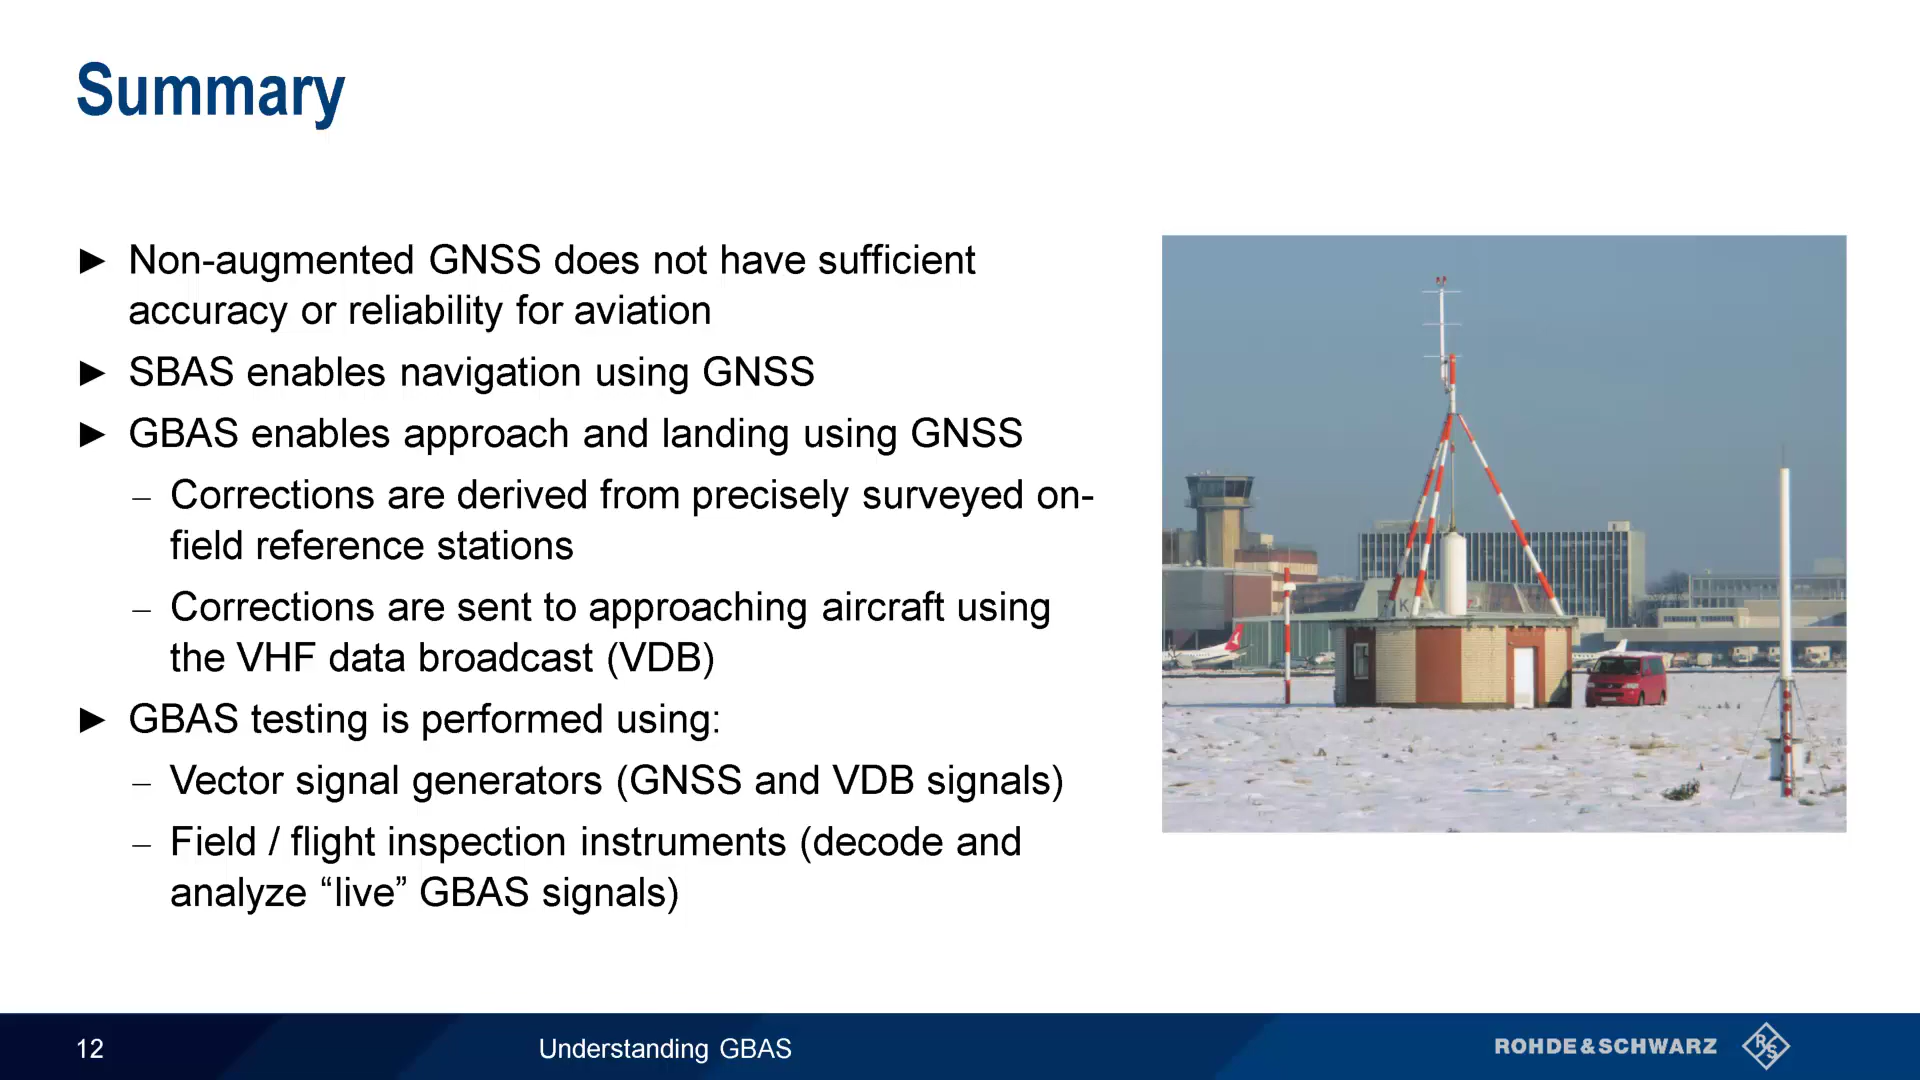 Summary
► Non-augmented GNSS does not have sufficient
accuracy or reliability for aviation
► SBAS enables navigation using GNSS
► GBAS enables approach and landing using GNSS
– Corrections are derived from precisely surveyed on-
field reference stations
– Corrections are sent to approaching aircraft using
the VHF data broadcast (VDB)
► GBAS testing is performed using:
– Vector signal generators (GNSS and VDB signals)
– Field / flight inspection instruments (decode and
analyze “live” GBAS signals)
K
12
Understanding GBAS
ROHDE & SCHWARZ
RS